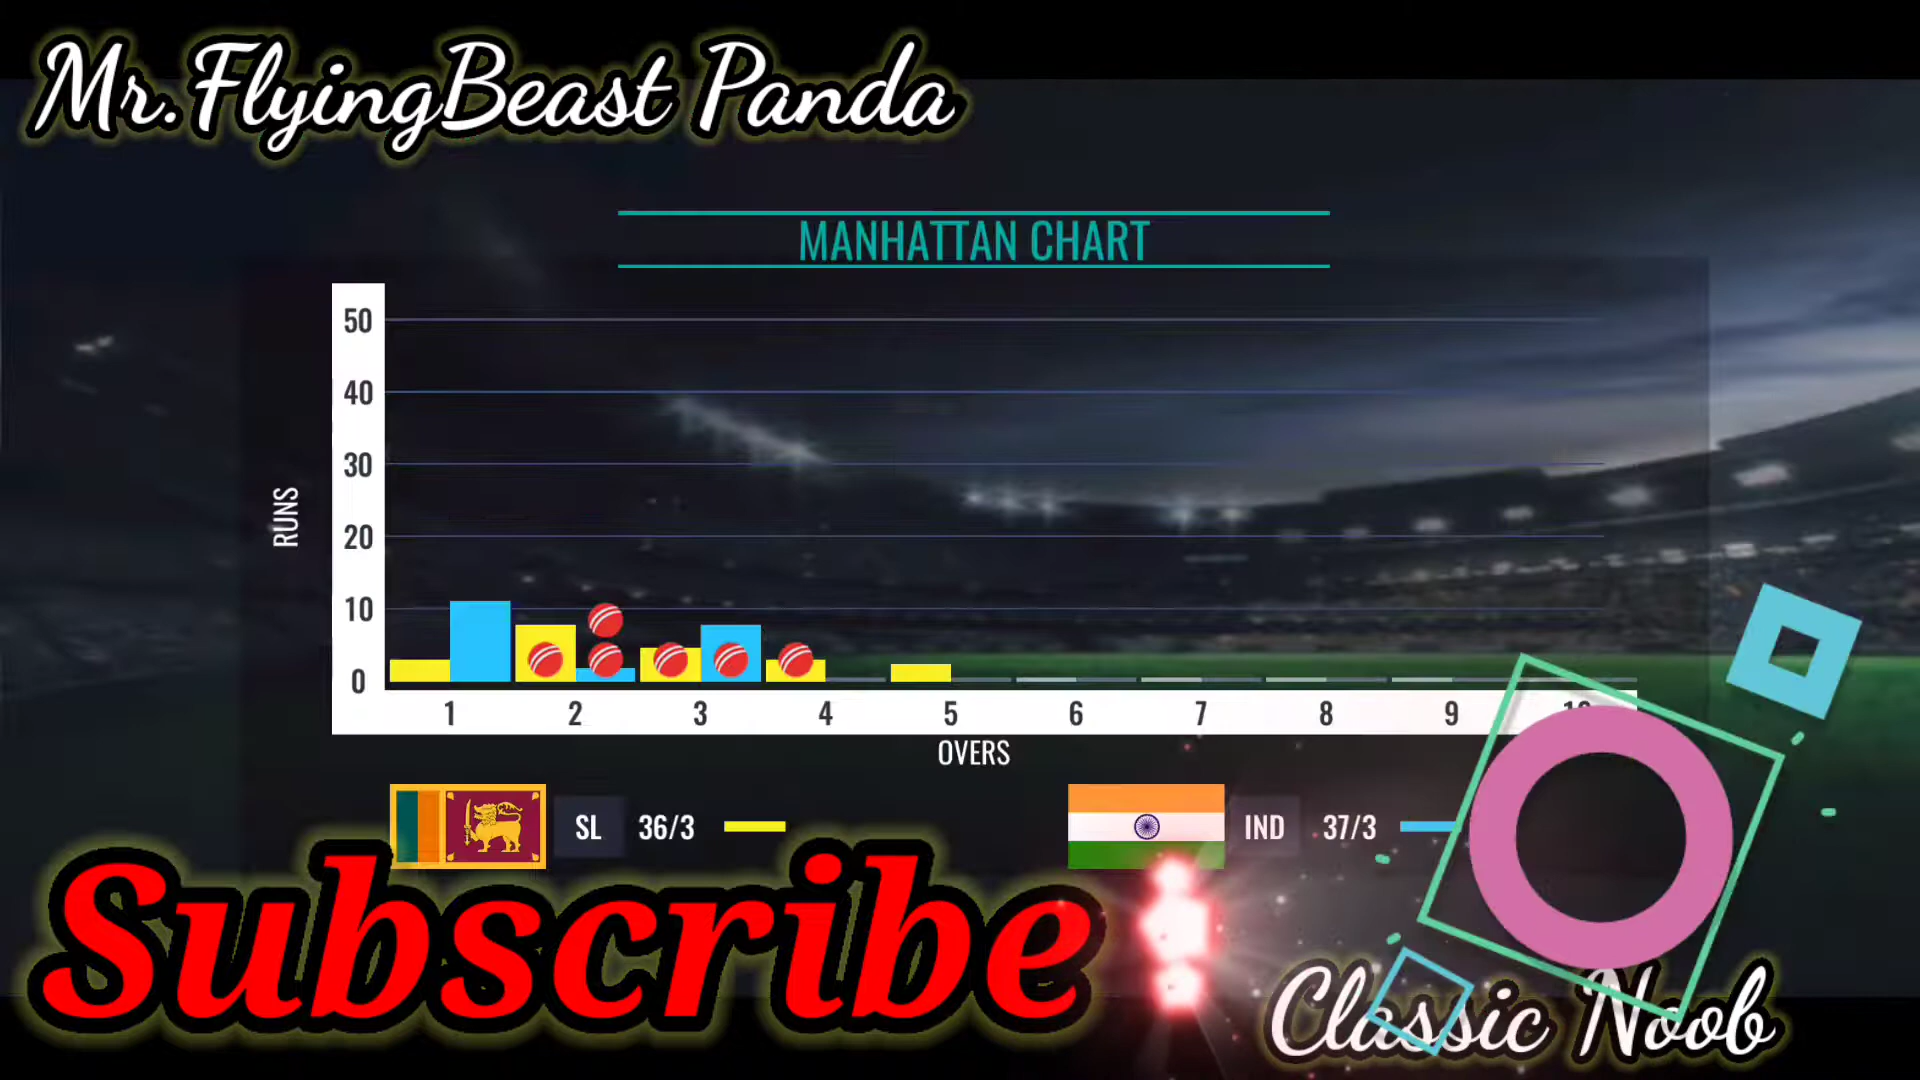 Mr.FlyingBeast Panda
MANHATTAN CHART
50
40
30
20
10
0
RUNS
1 2 3 4 5 6 7 8 9
OVERS
SL 36/3
IND 37/3
Subscribe
Classic Noob